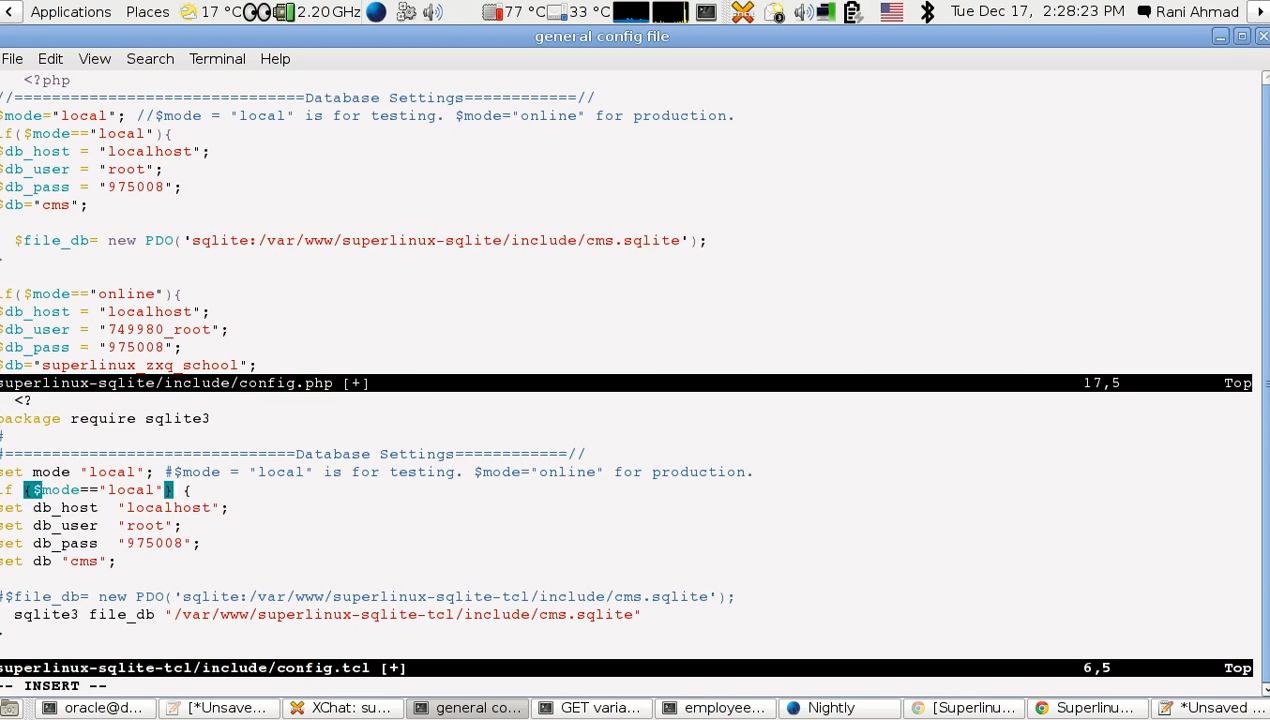 Applications Places 17 °C 2.20 GHz 77 °C 33 °C Tue Dec 17, 2:28:23 PM Rani Ahmad
general config file
File Edit View Search Terminal Help
<?php
//===============================Database Settings============//
$mode="local"; //$mode = "local" is for testing. $mode="online" for production.
if($mode=="local"){
$db_host = "localhost";
$db_user = "root";
$db_pass = "975008";
$db="cms";
$file_db= new PDO('sqlite:/var/www/superlinux-sqlite/include/cms.sqlite');
if($mode=="online"){
$db_host = "localhost";
$db_user = "749980_root";
$db_pass = "975008";
$db="superlinux_zxq_school";
superlinux-sqlite/include/config.php [+] 17,5 Top
<?
package require sqlite3
#
#===============================Database Settings============//
set mode "local"; #$mode = "local" is for testing. $mode="online" for production.
if {$mode=="local"} {
set db_host "localhost";
set db_user "root";
set db_pass "975008";
set db "cms";
#$file_db= new PDO('sqlite:/var/www/superlinux-sqlite-tcl/include/cms.sqlite');
sqlite3 file_db "/var/www/superlinux-sqlite-tcl/include/cms.sqlite"
superlinux-sqlite-tcl/include/config.tcl [+] 6,5 Top
-- INSERT --
oracle@d... [*Unsave... XChat: su... general co... GET varia... employee... Nightly [Superlinu... Superlinu... *Unsaved ...